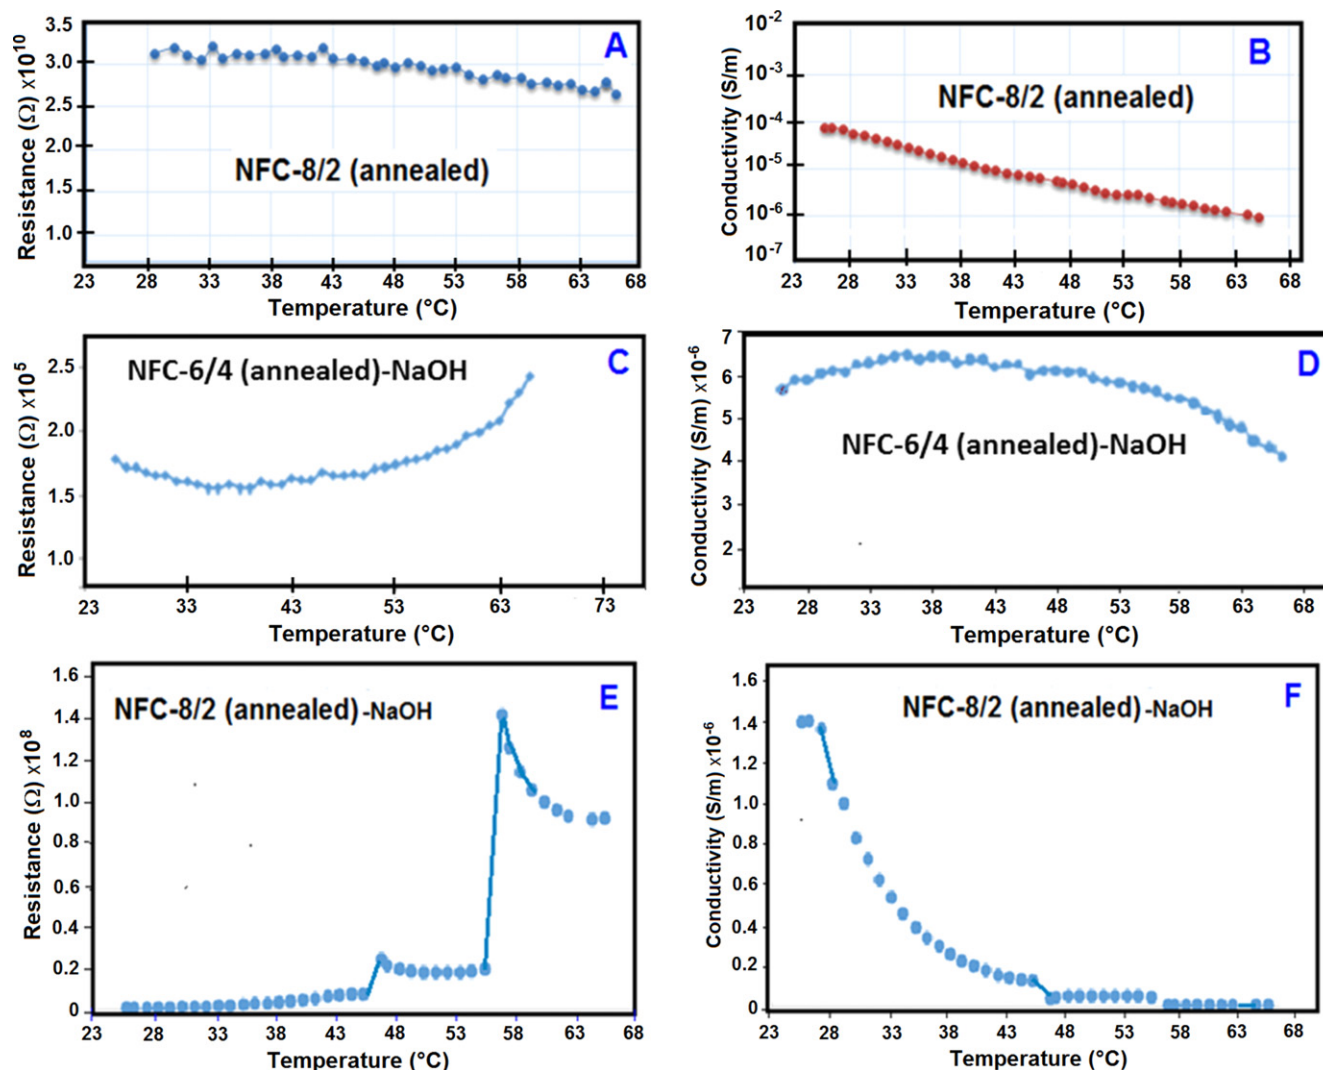 A
NFC-8/2 (annealed)
Resistance (Ω) x10¹⁰
3.5
3.0
2.5
2.0
1.5
1.0
23 28 33 38 43 48 53 58 63 68
Temperature (°C)
B
NFC-8/2 (annealed)
Conductivity (S/m)
10⁻²
10⁻³
10⁻⁴
10⁻⁵
10⁻⁶
10⁻⁷
23 28 33 38 43 48 53 58 63 68
Temperature (°C)
C
NFC-6/4 (annealed)-NaOH
Resistance (Ω) x10⁵
2.5
2.0
1.5
1.0
23 33 43 53 63 73
Temperature (°C)
D
NFC-6/4 (annealed)-NaOH
Conductivity (S/m) x10⁻⁶
7
6
5
4
3
2
23 28 33 38 43 48 53 58 63 68
Temperature (°C)
E
NFC-8/2 (annealed)-NaOH
Resistance (Ω) x10⁸
1.6
1.4
1.2
1.0
0.8
0.6
0.4
0.2
0
23 28 33 38 43 48 53 58 63 68
Temperature (°C)
F
NFC-8/2 (annealed)-NaOH
Conductivity (S/m) x10⁻⁶
1.6
1.4
1.2
1.0
0.8
0.6
0.4
0.2
0
23 28 33 38 43 48 53 58 63 68
Temperature (°C)